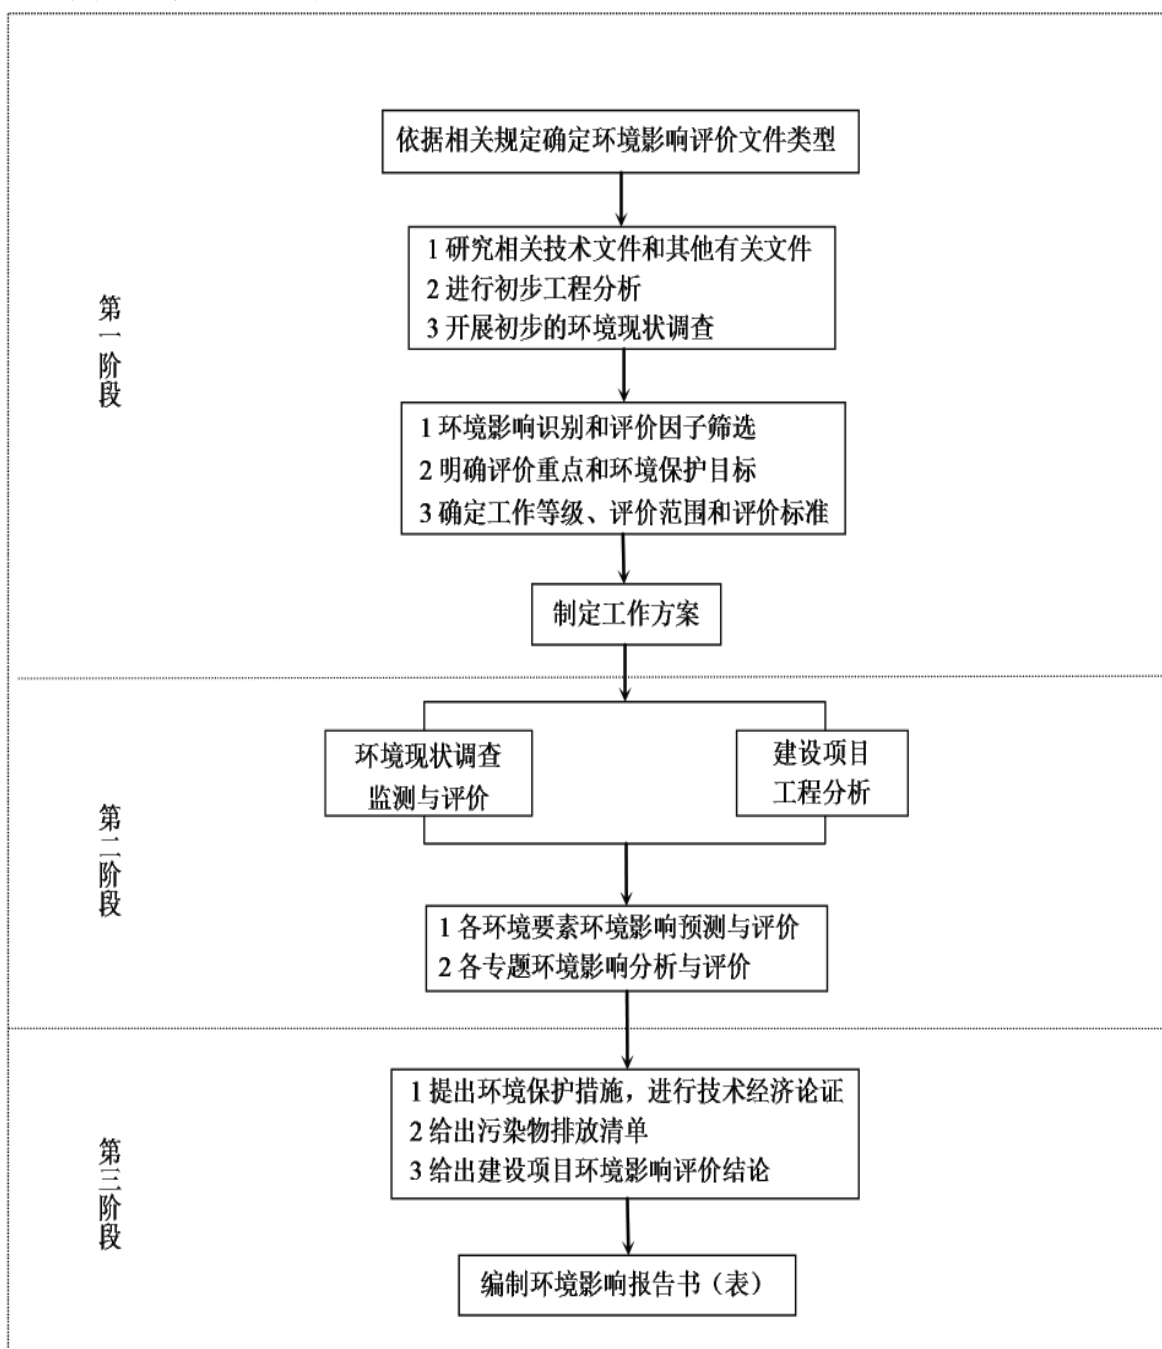 依据相关规定确定环境影响评价文件类型
1 研究相关技术文件和其他有关文件
2 进行初步工程分析
3 开展初步的环境现状调查
第一阶段
1 环境影响识别和评价因子筛选
2 明确评价重点和环境保护目标
3 确定工作等级、评价范围和评价标准
制定工作方案
环境现状调查
监测与评价
建设项目
工程分析
第二阶段
1 各环境要素环境影响预测与评价
2 各专题环境影响分析与评价
1 提出环境保护措施，进行技术经济论证
2 给出污染物排放清单
3 给出建设项目环境影响评价结论
第三阶段
编制环境影响报告书（表）